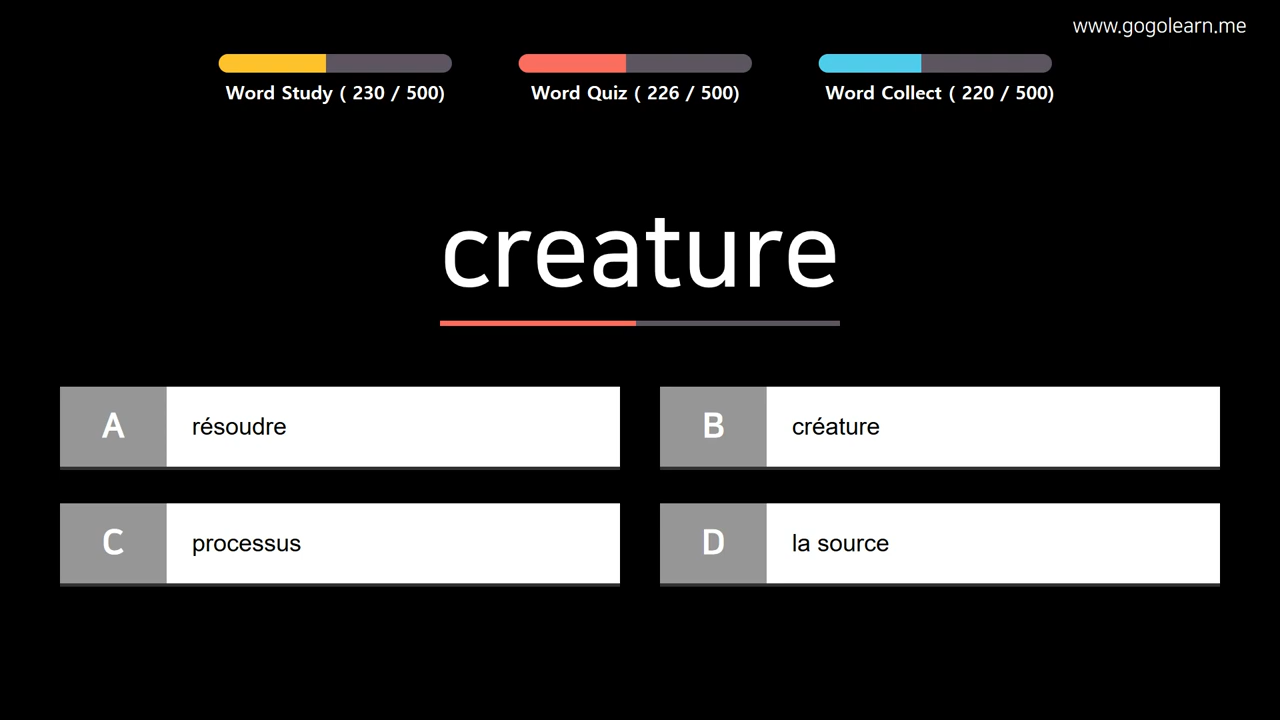 www.gogolearn.me
Word Study ( 230 / 500)
Word Quiz ( 226 / 500)
Word Collect ( 220 / 500)
creature
A résoudre
B créature
C processus
D la source